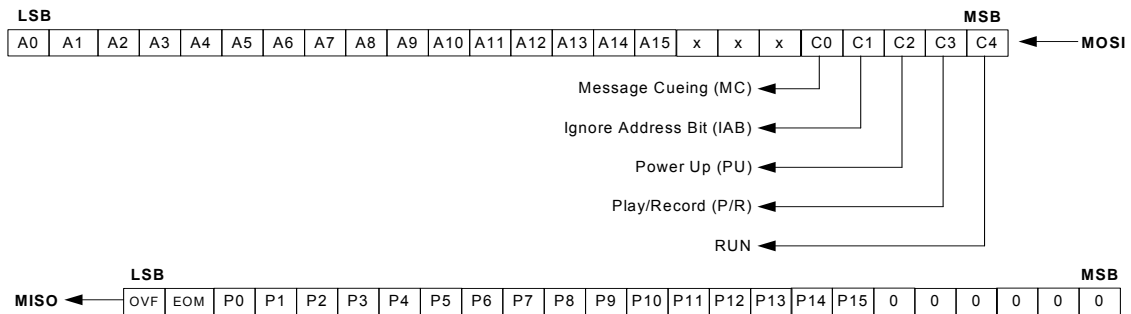 LSB MSB
A0 A1 A2 A3 A4 A5 A6 A7 A8 A9 A10 A11 A12 A13 A14 A15 x x x C0 C1 C2 C3 C4 MOSI
Message Cueing (MC)
Ignore Address Bit (IAB)
Power Up (PU)
Play/Record (P/R)
RUN
LSB MSB
MISO OVF EOM P0 P1 P2 P3 P4 P5 P6 P7 P8 P9 P10 P11 P12 P13 P14 P15 0 0 0 0 0 0